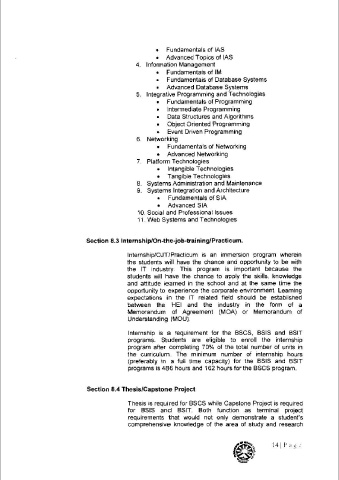 • Fundamentals of IAS
• Advanced Topics of IAS
4. Information Management
• Fundamentals of IM
• Fundamentals of Database Systems
• Advanced Database Systems
5. Integrative Programming and Technologies
• Fundamentals of Programming
• Intermediate Programming
• Data Structures and Algorithms
• Object Oriented Programming
• Event Driven Programming
6. Networking
• Fundamentals of Networking
• Advanced Networking
7. Platform Technologies
• Intangible Technologies
• Tangible Technologies
8. Systems Administration and Maintenance
9. Systems Integration and Architecture
• Fundamentals of SIA
• Advanced SIA
10. Social and Professional Issues
11. Web Systems and Technologies
Section 8.3 Internship/On-the-job-training/Practicum.
Internship/OJT/Practicum is an immersion program wherein
the students will have the chance and opportunity to be with
the IT industry. This program is important because the
students will have the chance to apply the skills, knowledge
and attitude learned in the school and at the same time the
opportunity to experience the corporate environment. Learning
expectations in the IT related field should be established
between the HEI and the industry in the form of a
Memorandum of Agreement (MOA) or Memorandum of
Understanding (MOU).
Internship is a requirement for the BSCS, BSIS and BSIT
programs. Students are eligible to enroll the internship
program after completing 70% of the total number of units in
the curriculum. The minimum number of internship hours
(preferably in a full time capacity) for the BSIS and BSIT
programs is 486 hours and 162 hours for the BSCS program.
Section 8.4 Thesis/Capstone Project
Thesis is required for BSCS while Capstone Project is required
for BSIS and BSIT. Both function as terminal project
requirements that would not only demonstrate a student's
comprehensive knowledge of the area of study and research
14 | Page